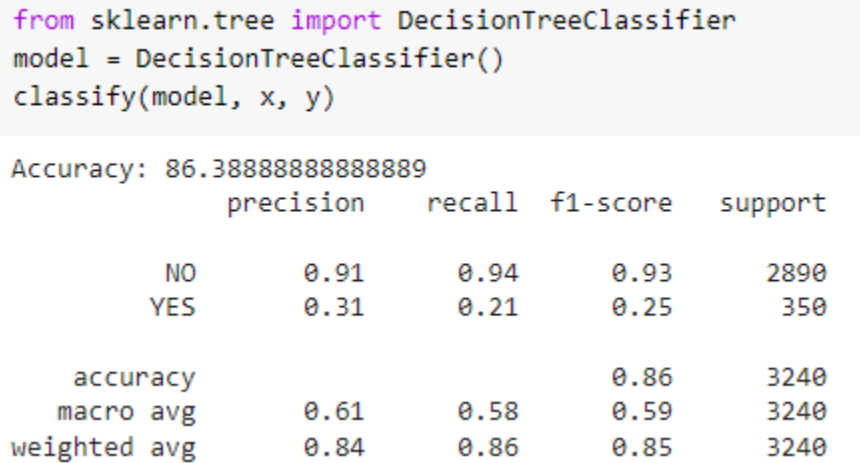 from sklearn.tree import DecisionTreeClassifier
model = DecisionTreeClassifier()
classify(model, x, y)
Accuracy: 86.38888888888889
precision recall f1-score support
NO 0.91 0.94 0.93 2890
YES 0.31 0.21 0.25 350
accuracy 0.86 3240
macro avg 0.61 0.58 0.59 3240
weighted avg 0.84 0.86 0.85 3240